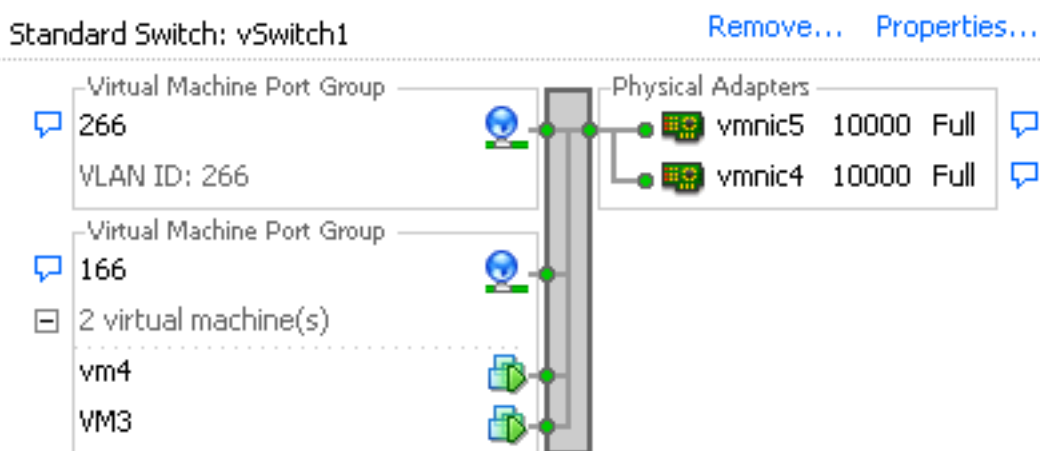 Standard Switch: vSwitch1 Remove... Properties...
Virtual Machine Port Group
266
VLAN ID: 266
Physical Adapters
vmnic5 10000 Full
vmnic4 10000 Full
Virtual Machine Port Group
166
2 virtual machine(s)
vm4
VM3